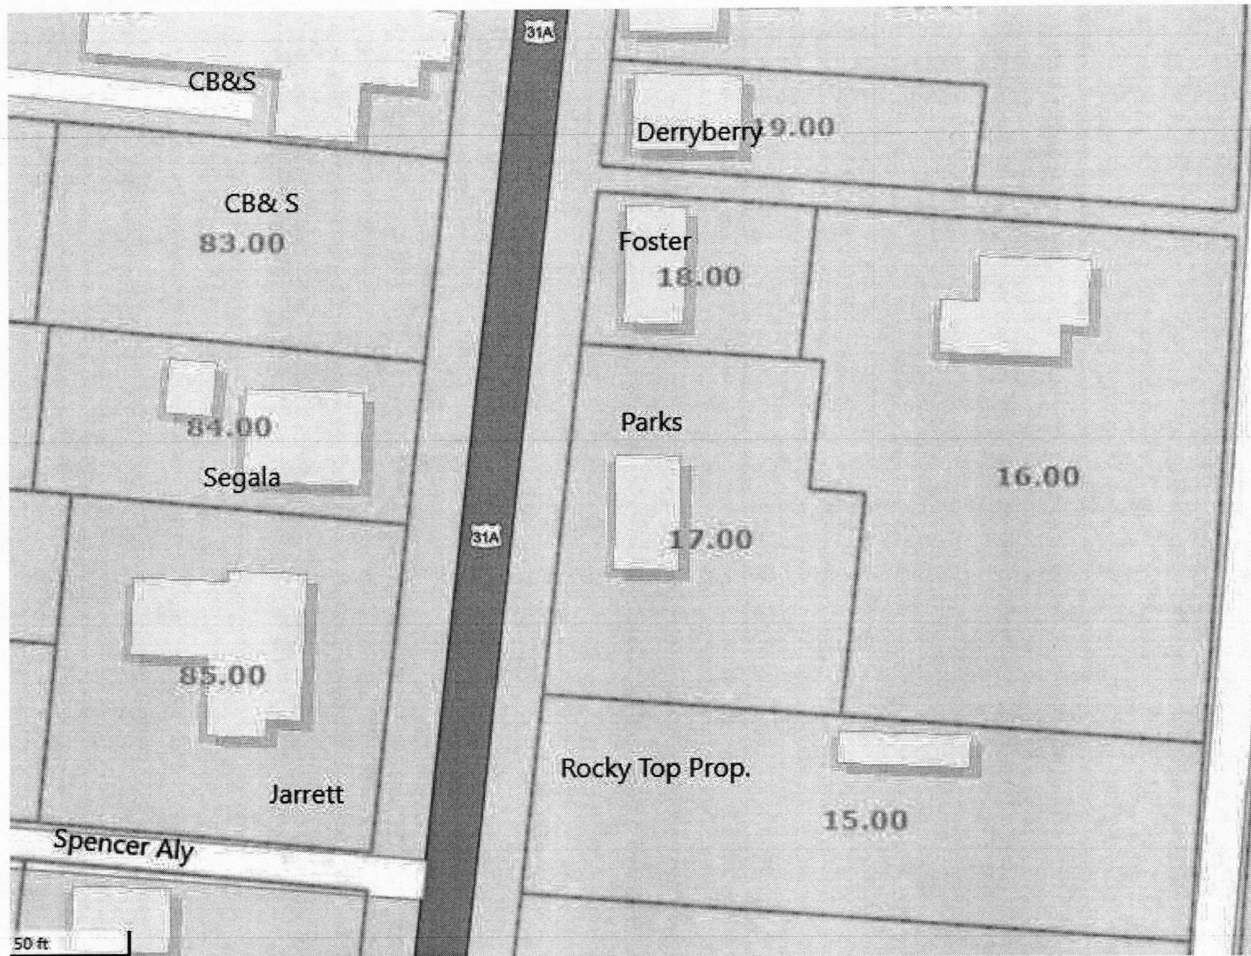 31A
CB&S
Derryberry
19.00
CB& S
83.00
Foster
18.00
Parks
84.00
Segala
16.00
31A
17.00
85.00
Rocky Top Prop.
Jarrett
15.00
Spencer Aly
50 ft